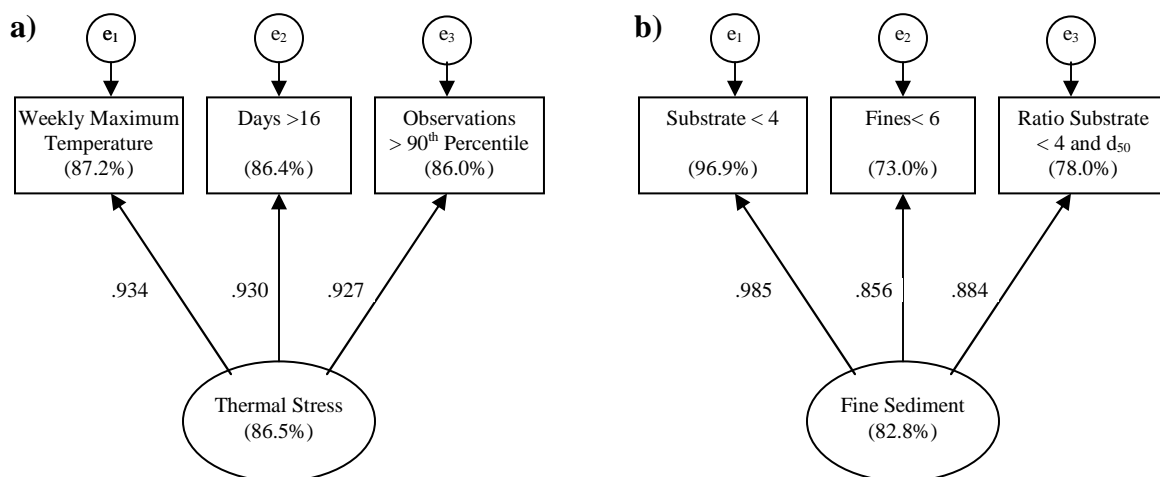 a)
e1
e2
e3
Weekly Maximum
Temperature
(87.2%)
Days >16
(86.4%)
Observations
> 90th Percentile
(86.0%)
.934
.930
.927
Thermal Stress
(86.5%)
b)
e1
e2
e3
Substrate < 4
(96.9%)
Fines< 6
(73.0%)
Ratio Substrate
< 4 and d50
(78.0%)
.985
.856
.884
Fine Sediment
(82.8%)